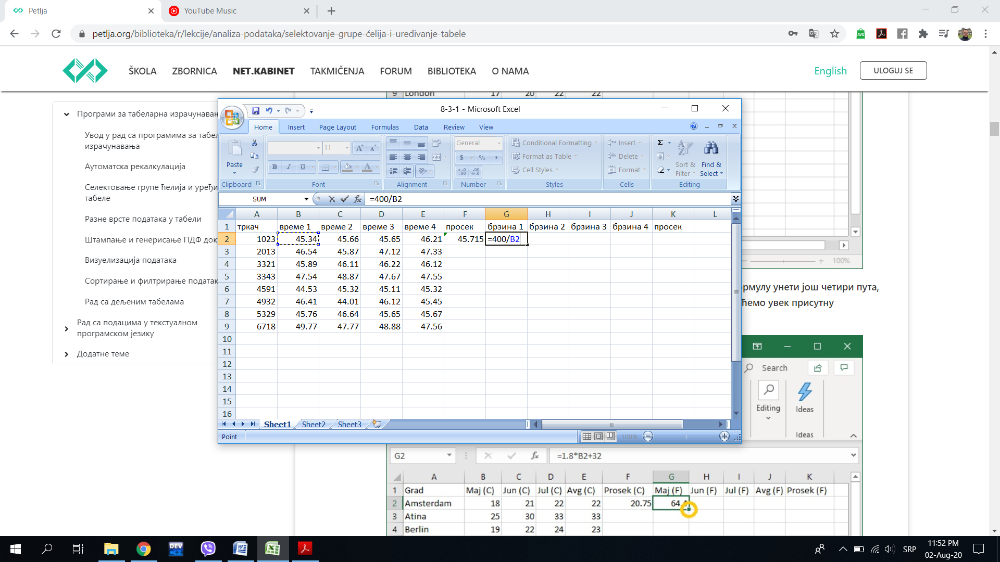 Petlja
YouTube Music
petlja.org/biblioteka/r/lekcije/analiza-podataka/selektovanje-grupe-ćelija-i-uređivanje-tabele
ŠKOLA ZBORNICA NET.KABINET TAKMIČENJA FORUM BIBLIOTEKA O NAMA English ULOGUJ SE
9 London 17 20 22 22
Програми за табеларна израчунавањ
Увод у рад са програмима за табел
израчунавања
Аутоматска рекалкулација
Селектовање групе ћелија и уређи
табеле
Разне врсте података у табели
Штампање и генерисање ПДФ док
Визуелизација података
Сортирање и филтрирање податак
Рад са дељеним табелама
Рад са подацима у текстуалном
програмском језику
Додатне теме
8-3-1 - Microsoft Excel
Home Insert Page Layout Formulas Data Review View
Paste
Clipboard
11
B I U
Font
Alignment
General
$ % ,
Number
Conditional Formatting
Format as Table
Cell Styles
Styles
Insert
Delete
Format
Cells
Σ
Sort &
Filter
Find &
Select
Editing
SUM =400/B2
A B C D E F G H I J K L
1 тркач време 1 време 2 време 3 време 4 просек брзина 1 брзина 2 брзина 3 брзина 4 просек
2 1023 45.34 45.66 45.65 46.21 45.715 =400/B2
3 2013 46.54 45.87 47.12 47.33
4 3321 45.89 46.11 46.22 46.12
5 3343 47.54 48.87 47.67 47.55
6 4591 44.53 45.32 45.11 45.32
7 4932 46.41 44.01 46.12 45.45
8 5329 45.76 46.64 45.65 45.67
9 6718 49.77 47.77 48.88 47.56
10
11
12
13
14
15
16
Sheet1 Sheet2 Sheet3
Point 100%
100%
рмулу унети још четири пута,
ћемо увек присутну
Search
Editing
Ideas
Ideas
G2 fx =1.8*B2+32
A B C D E F G H I J K
1 Grad Maj (C) Jun (C) Jul (C) Avg (C) Prosek (C) Maj (F) Jun (F) Jul (F) Avg (F) Prosek (F)
2 Amsterdam 18 21 22 22 20.75 64.
3 Atina 25 30 33 33
4 Berlin 19 22 24 23
SRP
11:52 PM
02-Aug-20